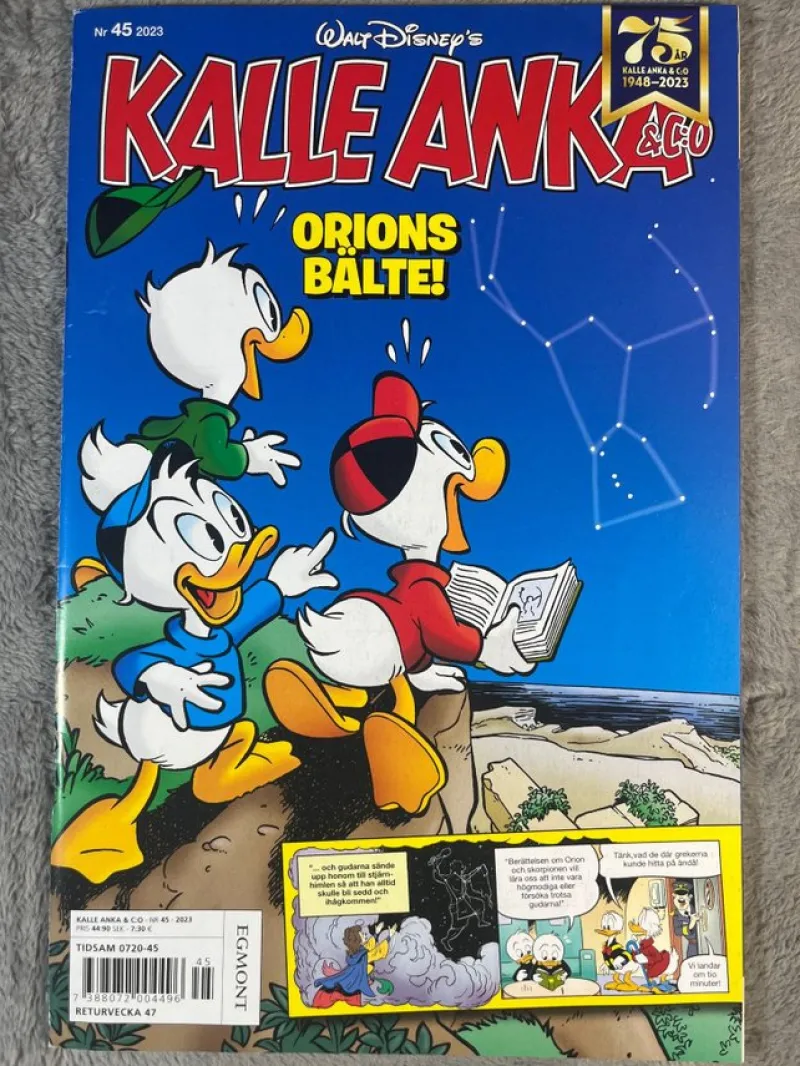 Nr 45 2023
WALT DISNEY'S
KALLE ANKA
& C:O
75
ÅR
KALLE ANKA & C:O
1948–2023
ORIONS
BÄLTE!
"... och gudarna sände
upp honom till stjärn-
himlen så att han alltid
skulle bli sedd och
ihågkommen!"
"Berättelsen om Orion
och skorpionen vill
lära oss att inte vara
högmodiga eller
försöka trotsa
gudarna!"
Tänk, vad de där grekerna
kunde hitta på ändå!
Vi landar
om tio
minuter!
KALLE ANKA & C:O · NR 45 · 2023
PRIS 44:90 SEK · 7:30 €
TIDSAM 0720-45
45
7 388072 004496
RETURVECKA 47
EGMONT